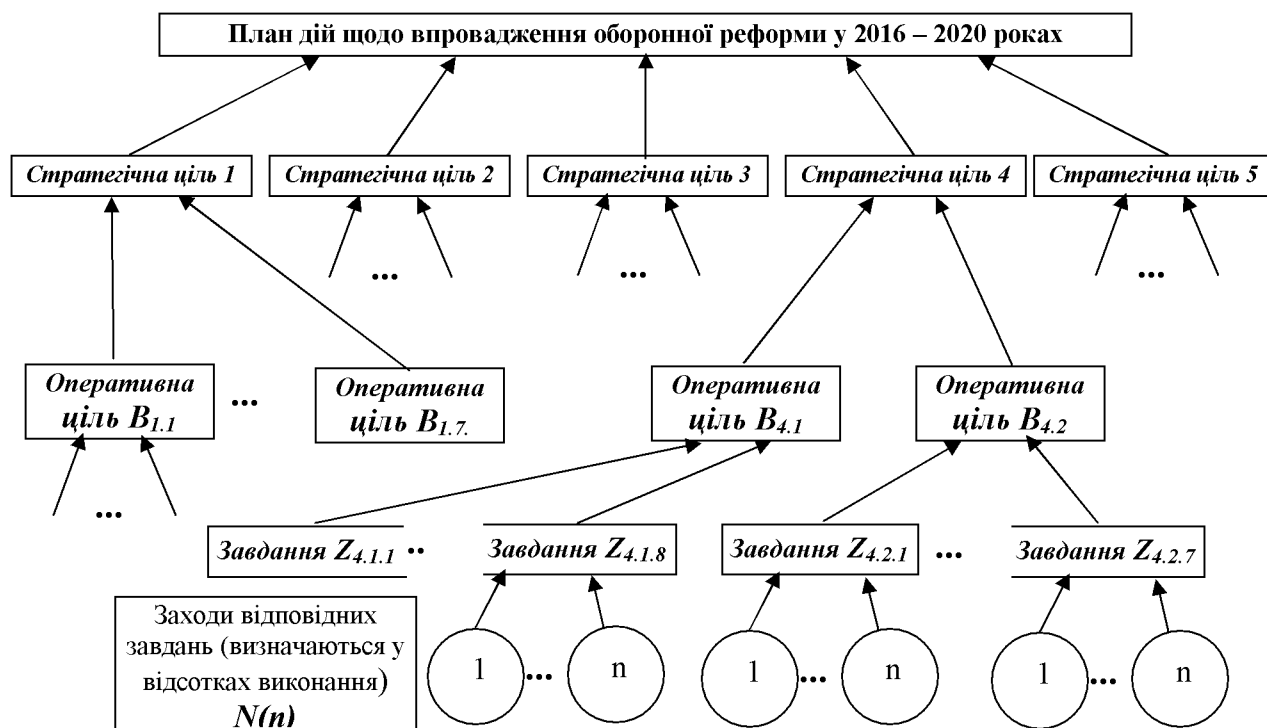 План дій щодо впровадження оборонної реформи у 2016 – 2020 роках
Стратегічна ціль 1
Стратегічна ціль 2
Стратегічна ціль 3
Стратегічна ціль 4
Стратегічна ціль 5
...
...
...
Оперативна
ціль B1.1
...
Оперативна
ціль B1.7.
Оперативна
ціль B4.1
Оперативна
ціль B4.2
...
Завдання Z4.1.1
..
Завдання Z4.1.8
Завдання Z4.2.1
...
Завдання Z4.2.7
Заходи відповідних
завдань (визначаються у
відсотках виконання)
N(n)
1 ... n
1 ... n
1 ... n